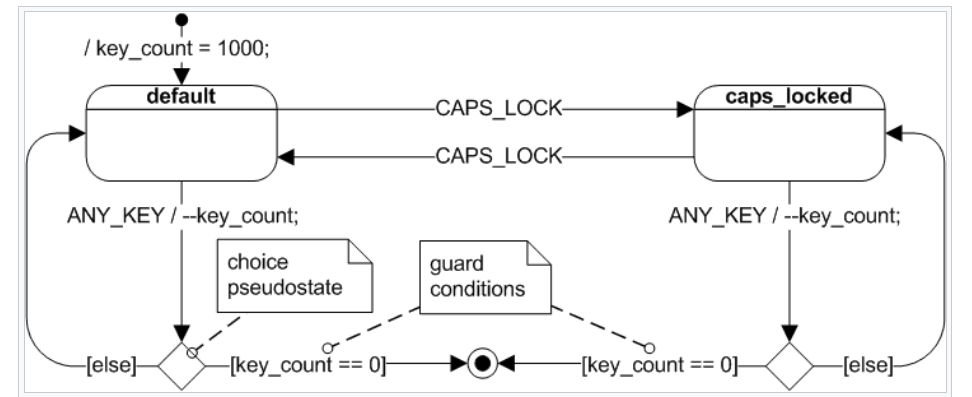 / key_count = 1000;
default
caps_locked
CAPS_LOCK
CAPS_LOCK
ANY_KEY / --key_count;
ANY_KEY / --key_count;
choice
pseudostate
guard
conditions
[else]
[key_count == 0]
[key_count == 0]
[else]